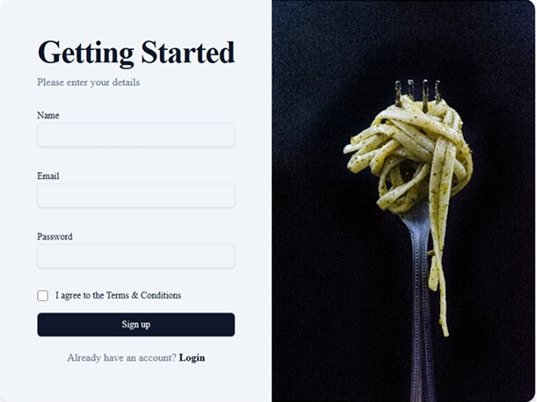 Getting Started
Please enter your details
Name
Email
Password
I agree to the Terms & Conditions
Sign up
Already have an account? Login